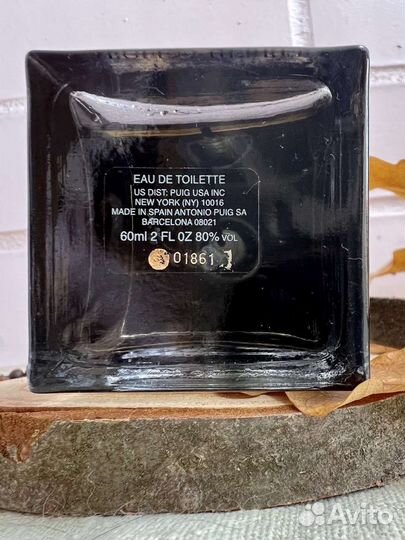 EAU DE TOILETTE
US DIST: PUIG USA INC
NEW YORK (NY) 10016
MADE IN SPAIN ANTONIO PUIG SA
BARCELONA 08021
60ml 2 FL OZ 80% VOL
01861
Avito